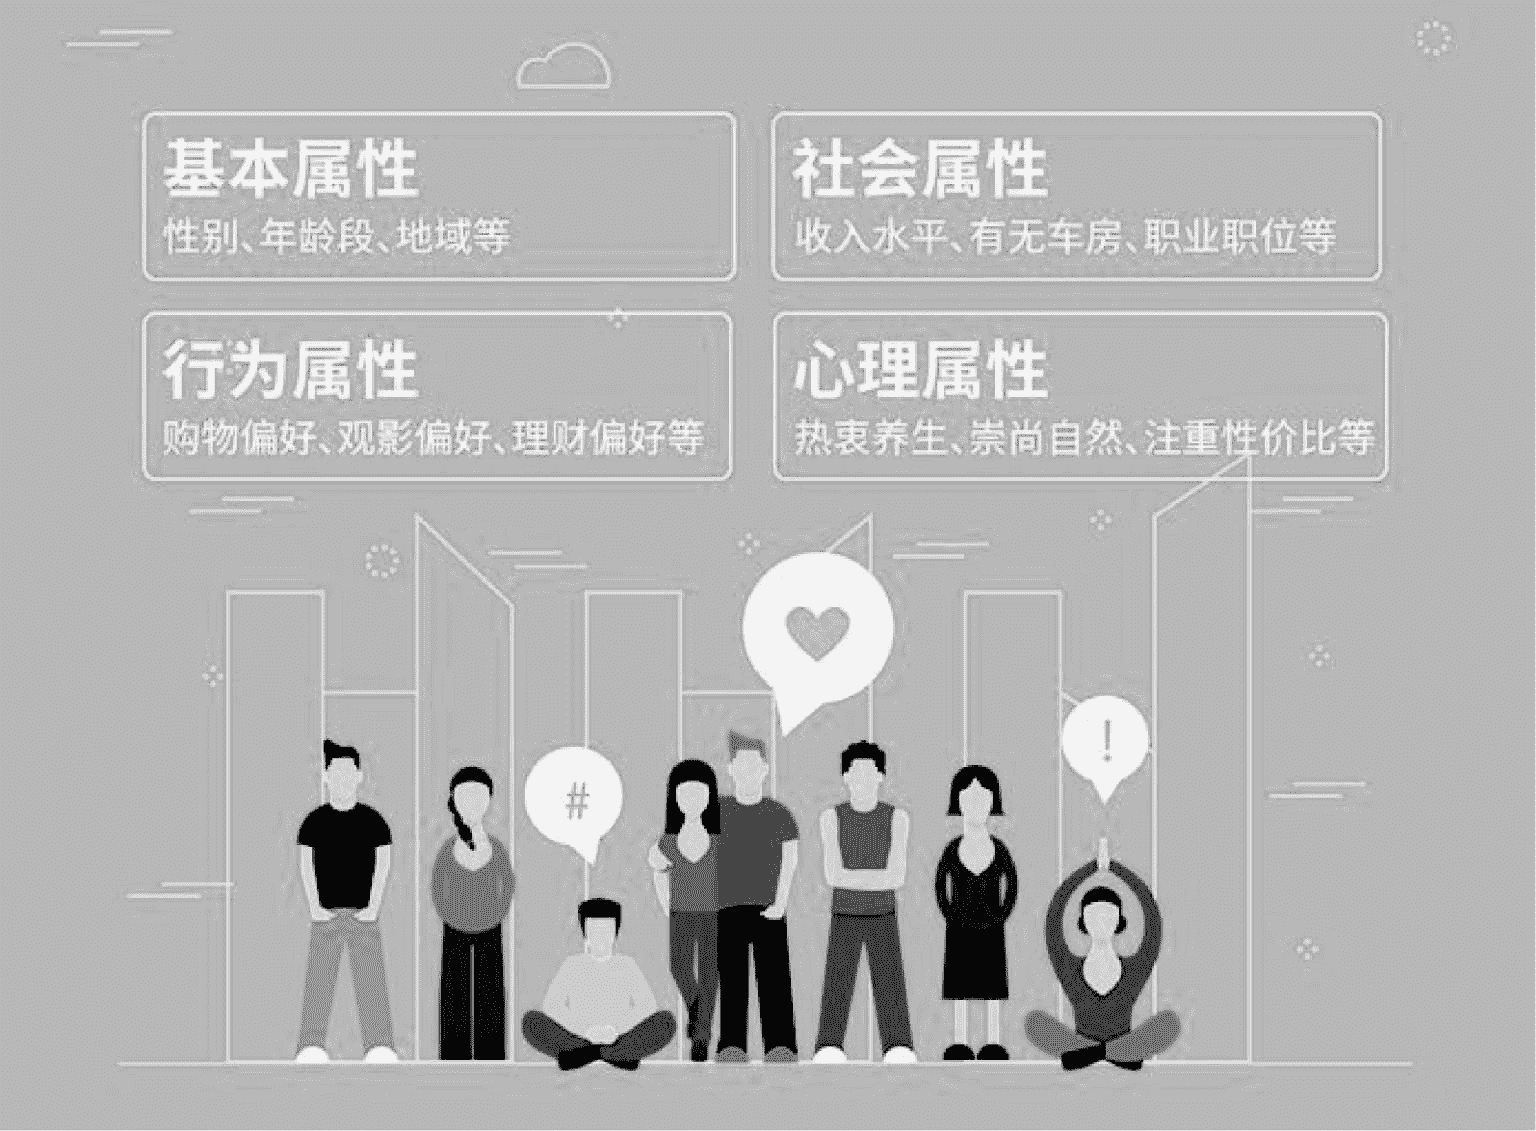 基本属性
性别、年龄段、地域等
社会属性
收入水平、有无车房、职业职位等
行为属性
购物偏好、观影偏好、理财偏好等
心理属性
热衷养生、崇尚自然、注重性价比等
#
!